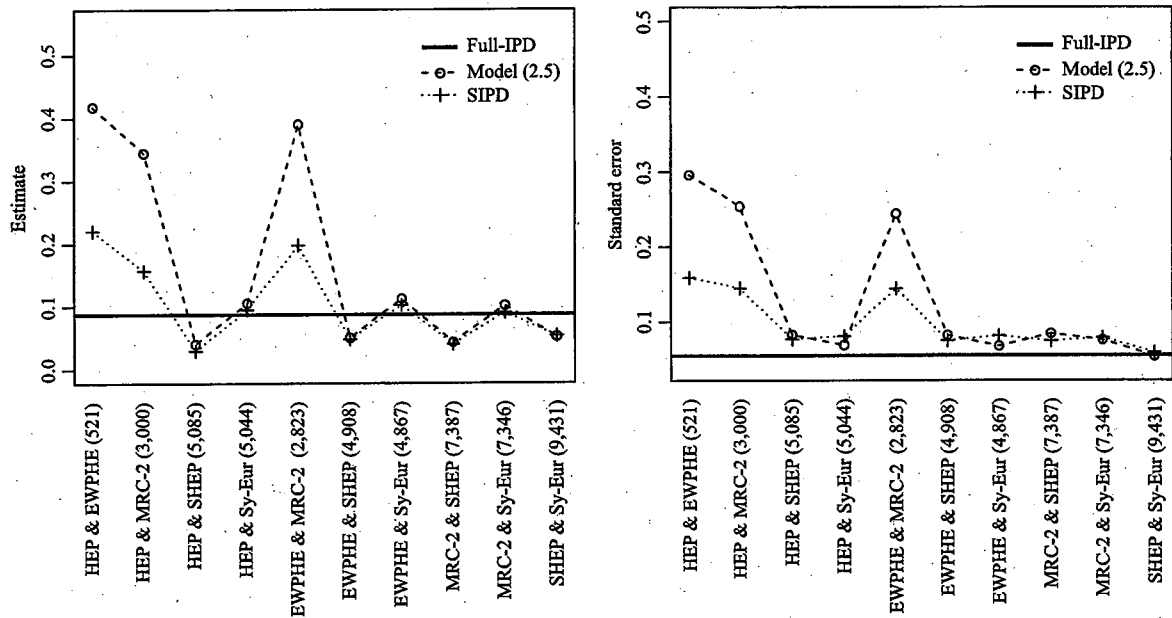 0.5
0.4
0.3
0.2
0.1
0.0
Estimate
Full-IPD
Model (2.5)
SIPD
HEP & EWPHE (521)
HEP & MRC-2 (3,000)
HEP & SHEP (5,085)
HEP & Sy-Eur (5,044)
EWPHE & MRC-2 (2,823)
EWPHE & SHEP (4,908)
EWPHE & Sy-Eur (4,867)
MRC-2 & SHEP (7,387)
MRC-2 & Sy-Eur (7,346)
SHEP & Sy-Eur (9,431)
0.5
0.4
0.3
0.2
0.1
Standard error
Full-IPD
Model (2.5)
SIPD
HEP & EWPHE (521)
HEP & MRC-2 (3,000)
HEP & SHEP (5,085)
HEP & Sy-Eur (5,044)
EWPHE & MRC-2 (2,823)
EWPHE & SHEP (4,908)
EWPHE & Sy-Eur (4,867)
MRC-2 & SHEP (7,387)
MRC-2 & Sy-Eur (7,346)
SHEP & Sy-Eur (9,431)